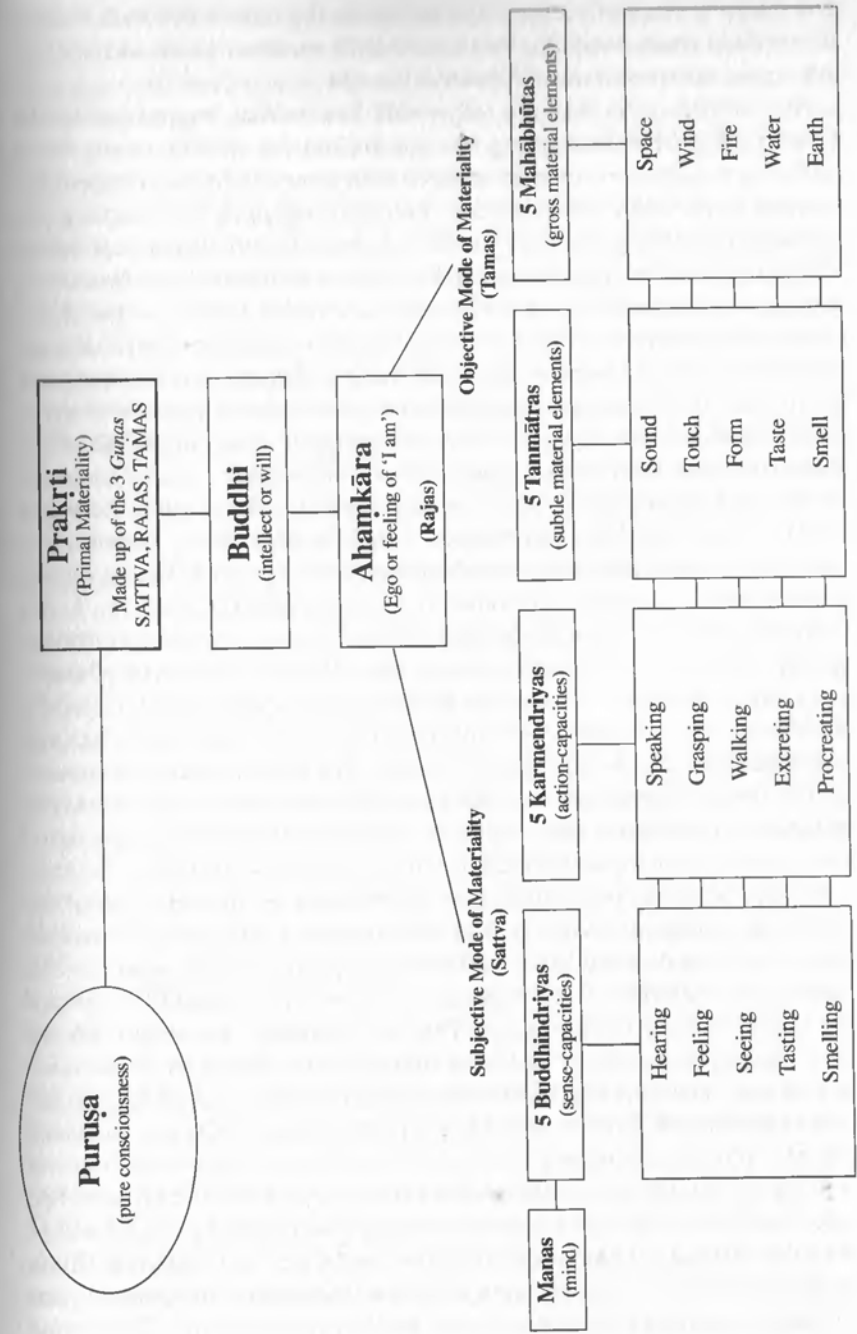 Puruṣa
(pure consciousness)
Prakṛti
(Primal Materiality)
Made up of the 3 Gunas
SATTVA, RAJAS, TAMAS
Buddhi
(intellect or will)
Ahaṃkāra
(Ego or feeling of ‘I am’)
(Rajas)
Subjective Mode of Materiality
(Sattva)
Objective Mode of Materiality
(Tamas)
Manas
(mind)
5 Buddhindriyas
(sense-capacities)
5 Karmendriyas
(action-capacities)
5 Tanmātras
(subtle material elements)
5 Mahābhūtas
(gross material elements)
Hearing
Feeling
Seeing
Tasting
Smelling
Speaking
Grasping
Walking
Excreting
Procreating
Sound
Touch
Form
Taste
Smell
Space
Wind
Fire
Water
Earth